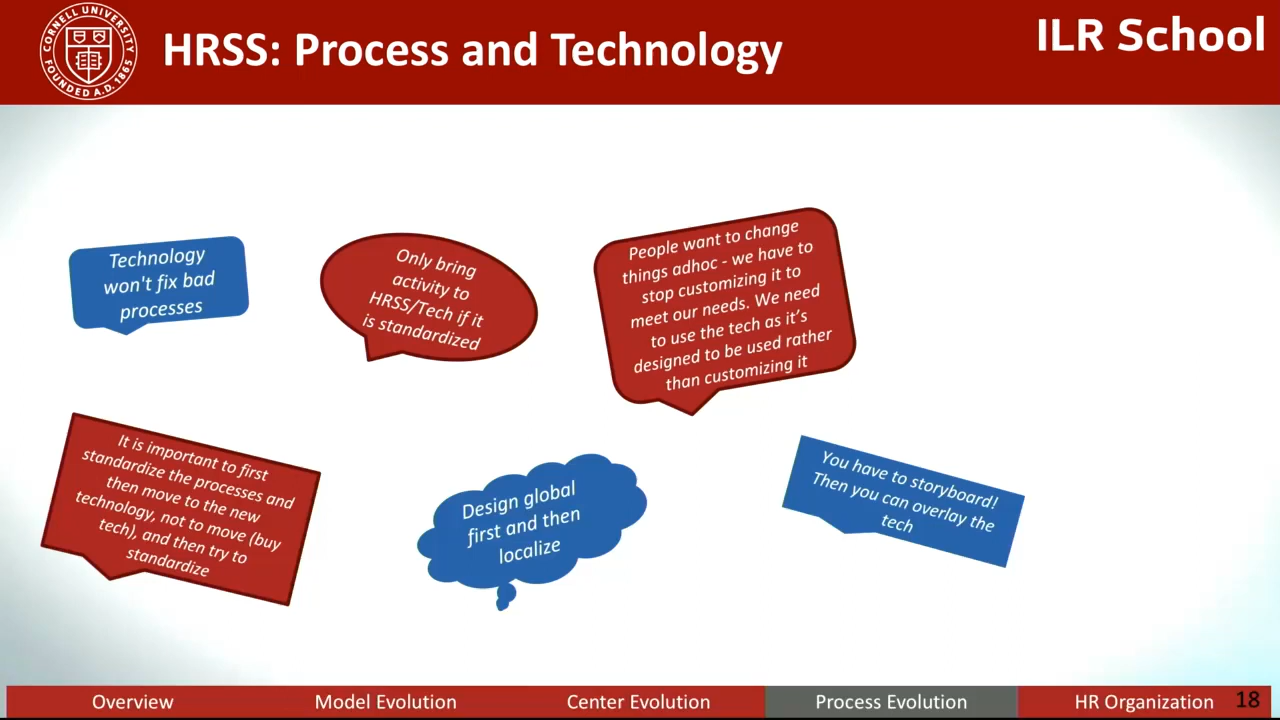 CORNELL UNIVERSITY
FOUNDED A.D. 1865
HRSS: Process and Technology
ILR School
Technology
won't fix bad
processes
Only bring
activity to
HRSS/Tech if it
is standardized
People want to change
things adhoc - we have to
stop customizing it to
meet our needs. We need
to use the tech as it’s
designed to be used rather
than customizing it
It is important to first
standardize the processes and
then move to the new
technology, not to move (buy
tech), and then try to
standardize
Design global
first and then
localize
You have to storyboard!
Then you can overlay the
tech
Overview
Model Evolution
Center Evolution
Process Evolution
HR Organization
18